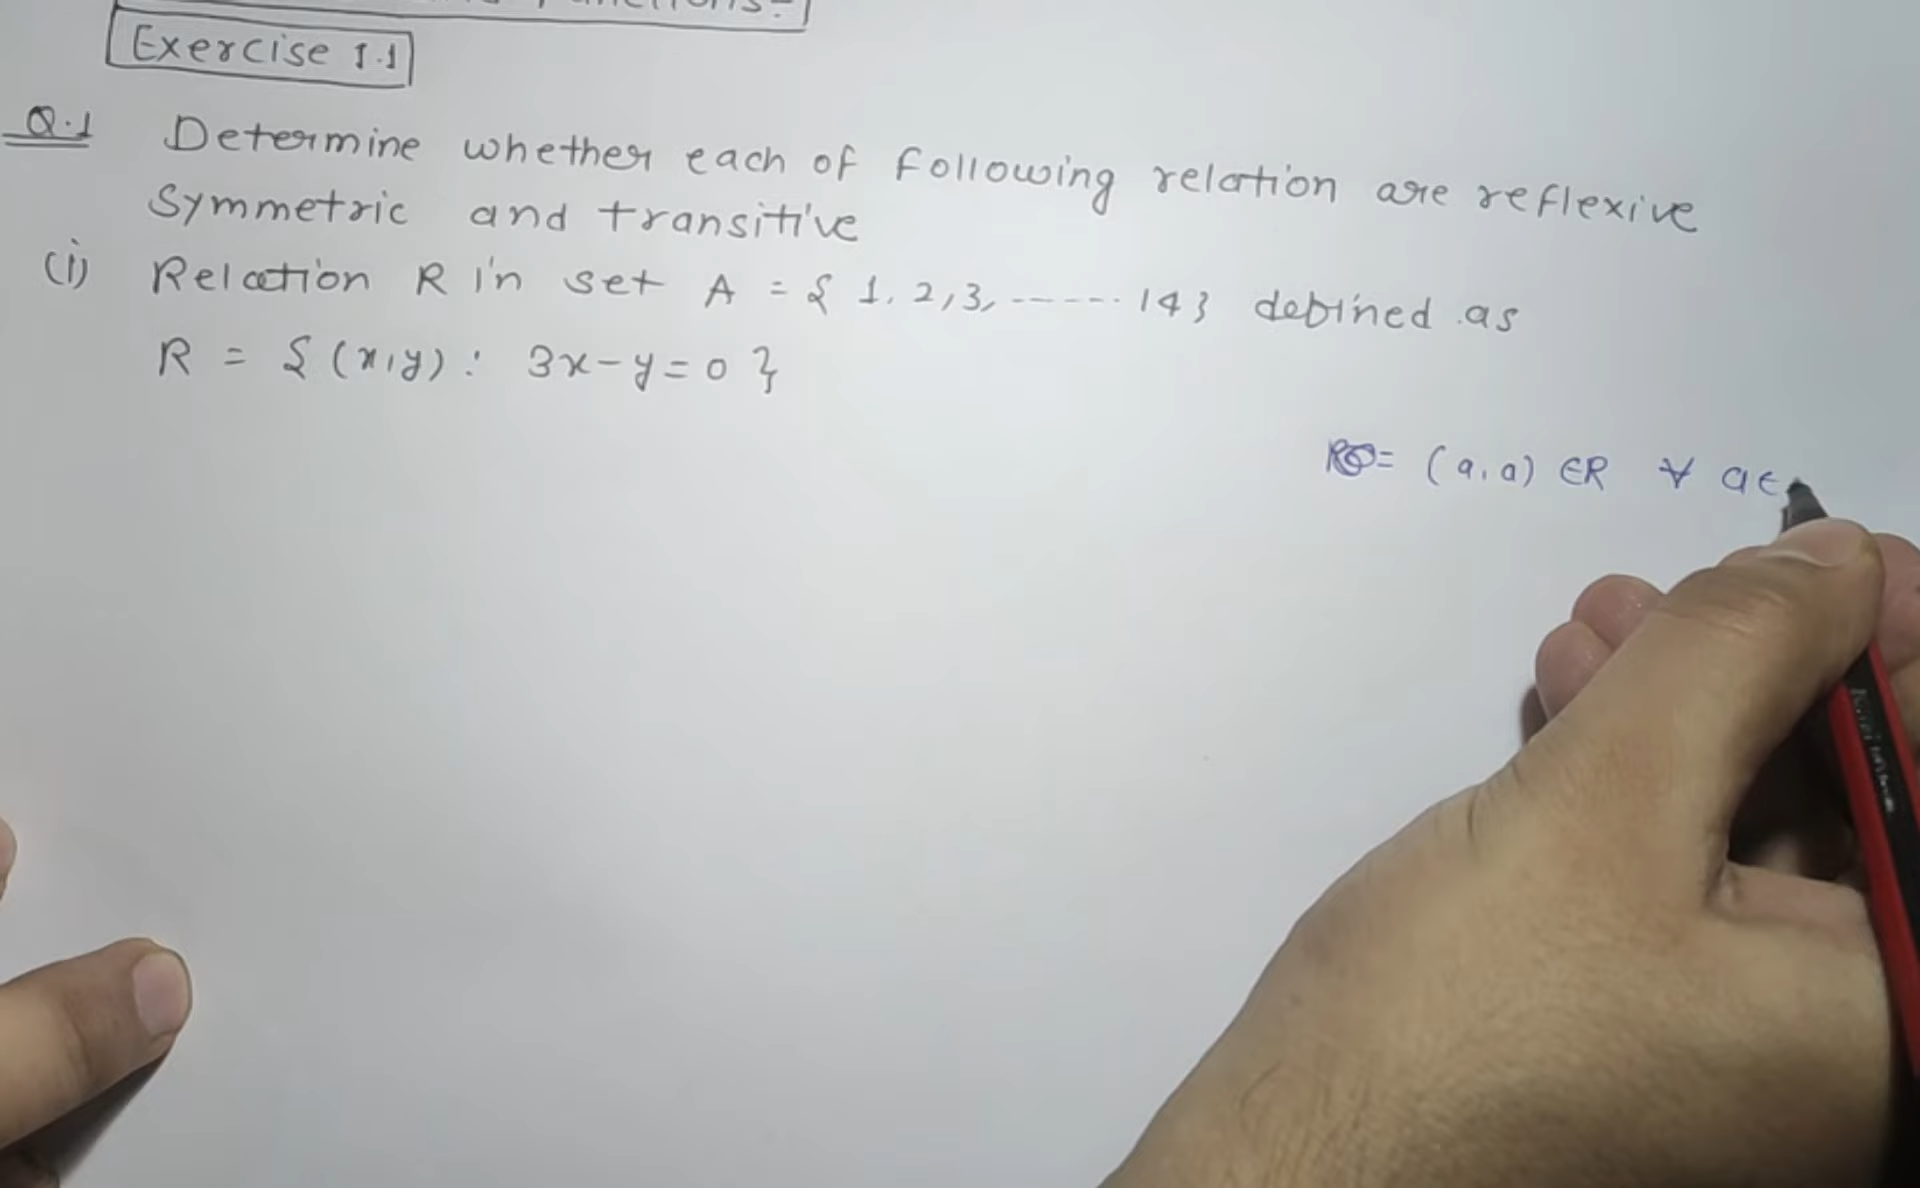 Exercise 1.1
Q.1 Determine whether each of following relation are reflexive
Symmetric and transitive
(i) Relation R in set A = { 1, 2, 3, ------ 14 } defined as
R = { (x, y) : 3x - y = 0 }
= (a, a) ∈R ∀ a ∈